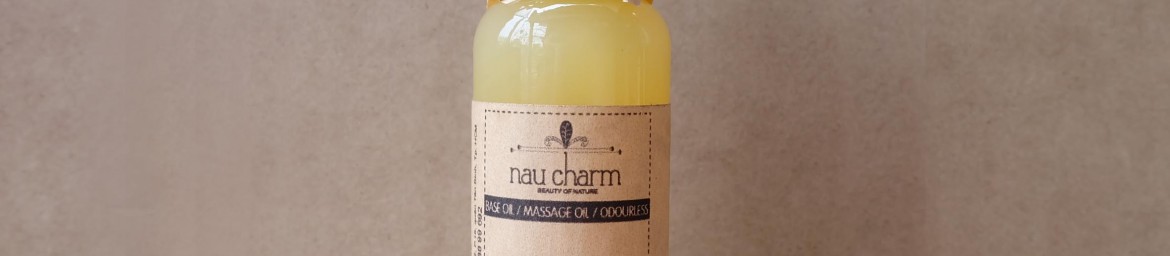 nau charm
BEAUTY OF NATURE
BASE OIL / MASSAGE OIL / ODOURLESS